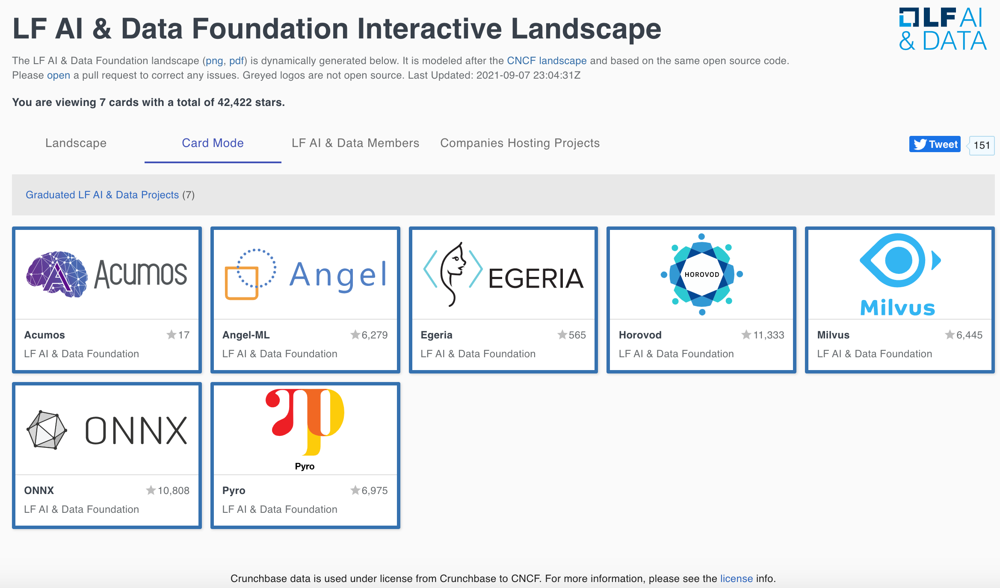 LF AI & Data Foundation Interactive Landscape
LF AI
& DATA
The LF AI & Data Foundation landscape (png, pdf) is dynamically generated below. It is modeled after the CNCF landscape and based on the same open source code.
Please open a pull request to correct any issues. Greyed logos are not open source. Last Updated: 2021-09-07 23:04:31Z
You are viewing 7 cards with a total of 42,422 stars.
Landscape Card Mode LF AI & Data Members Companies Hosting Projects Tweet 151
Graduated LF AI & Data Projects (7)
Acumos
Acumos 17
LF AI & Data Foundation
Angel
Angel-ML 6,279
LF AI & Data Foundation
EGERIA
Egeria 565
LF AI & Data Foundation
HOROVOD
Horovod 11,333
LF AI & Data Foundation
Milvus
Milvus 6,445
LF AI & Data Foundation
ONNX
ONNX 10,808
LF AI & Data Foundation
Pyro
Pyro 6,975
LF AI & Data Foundation
Crunchbase data is used under license from Crunchbase to CNCF. For more information, please see the license info.